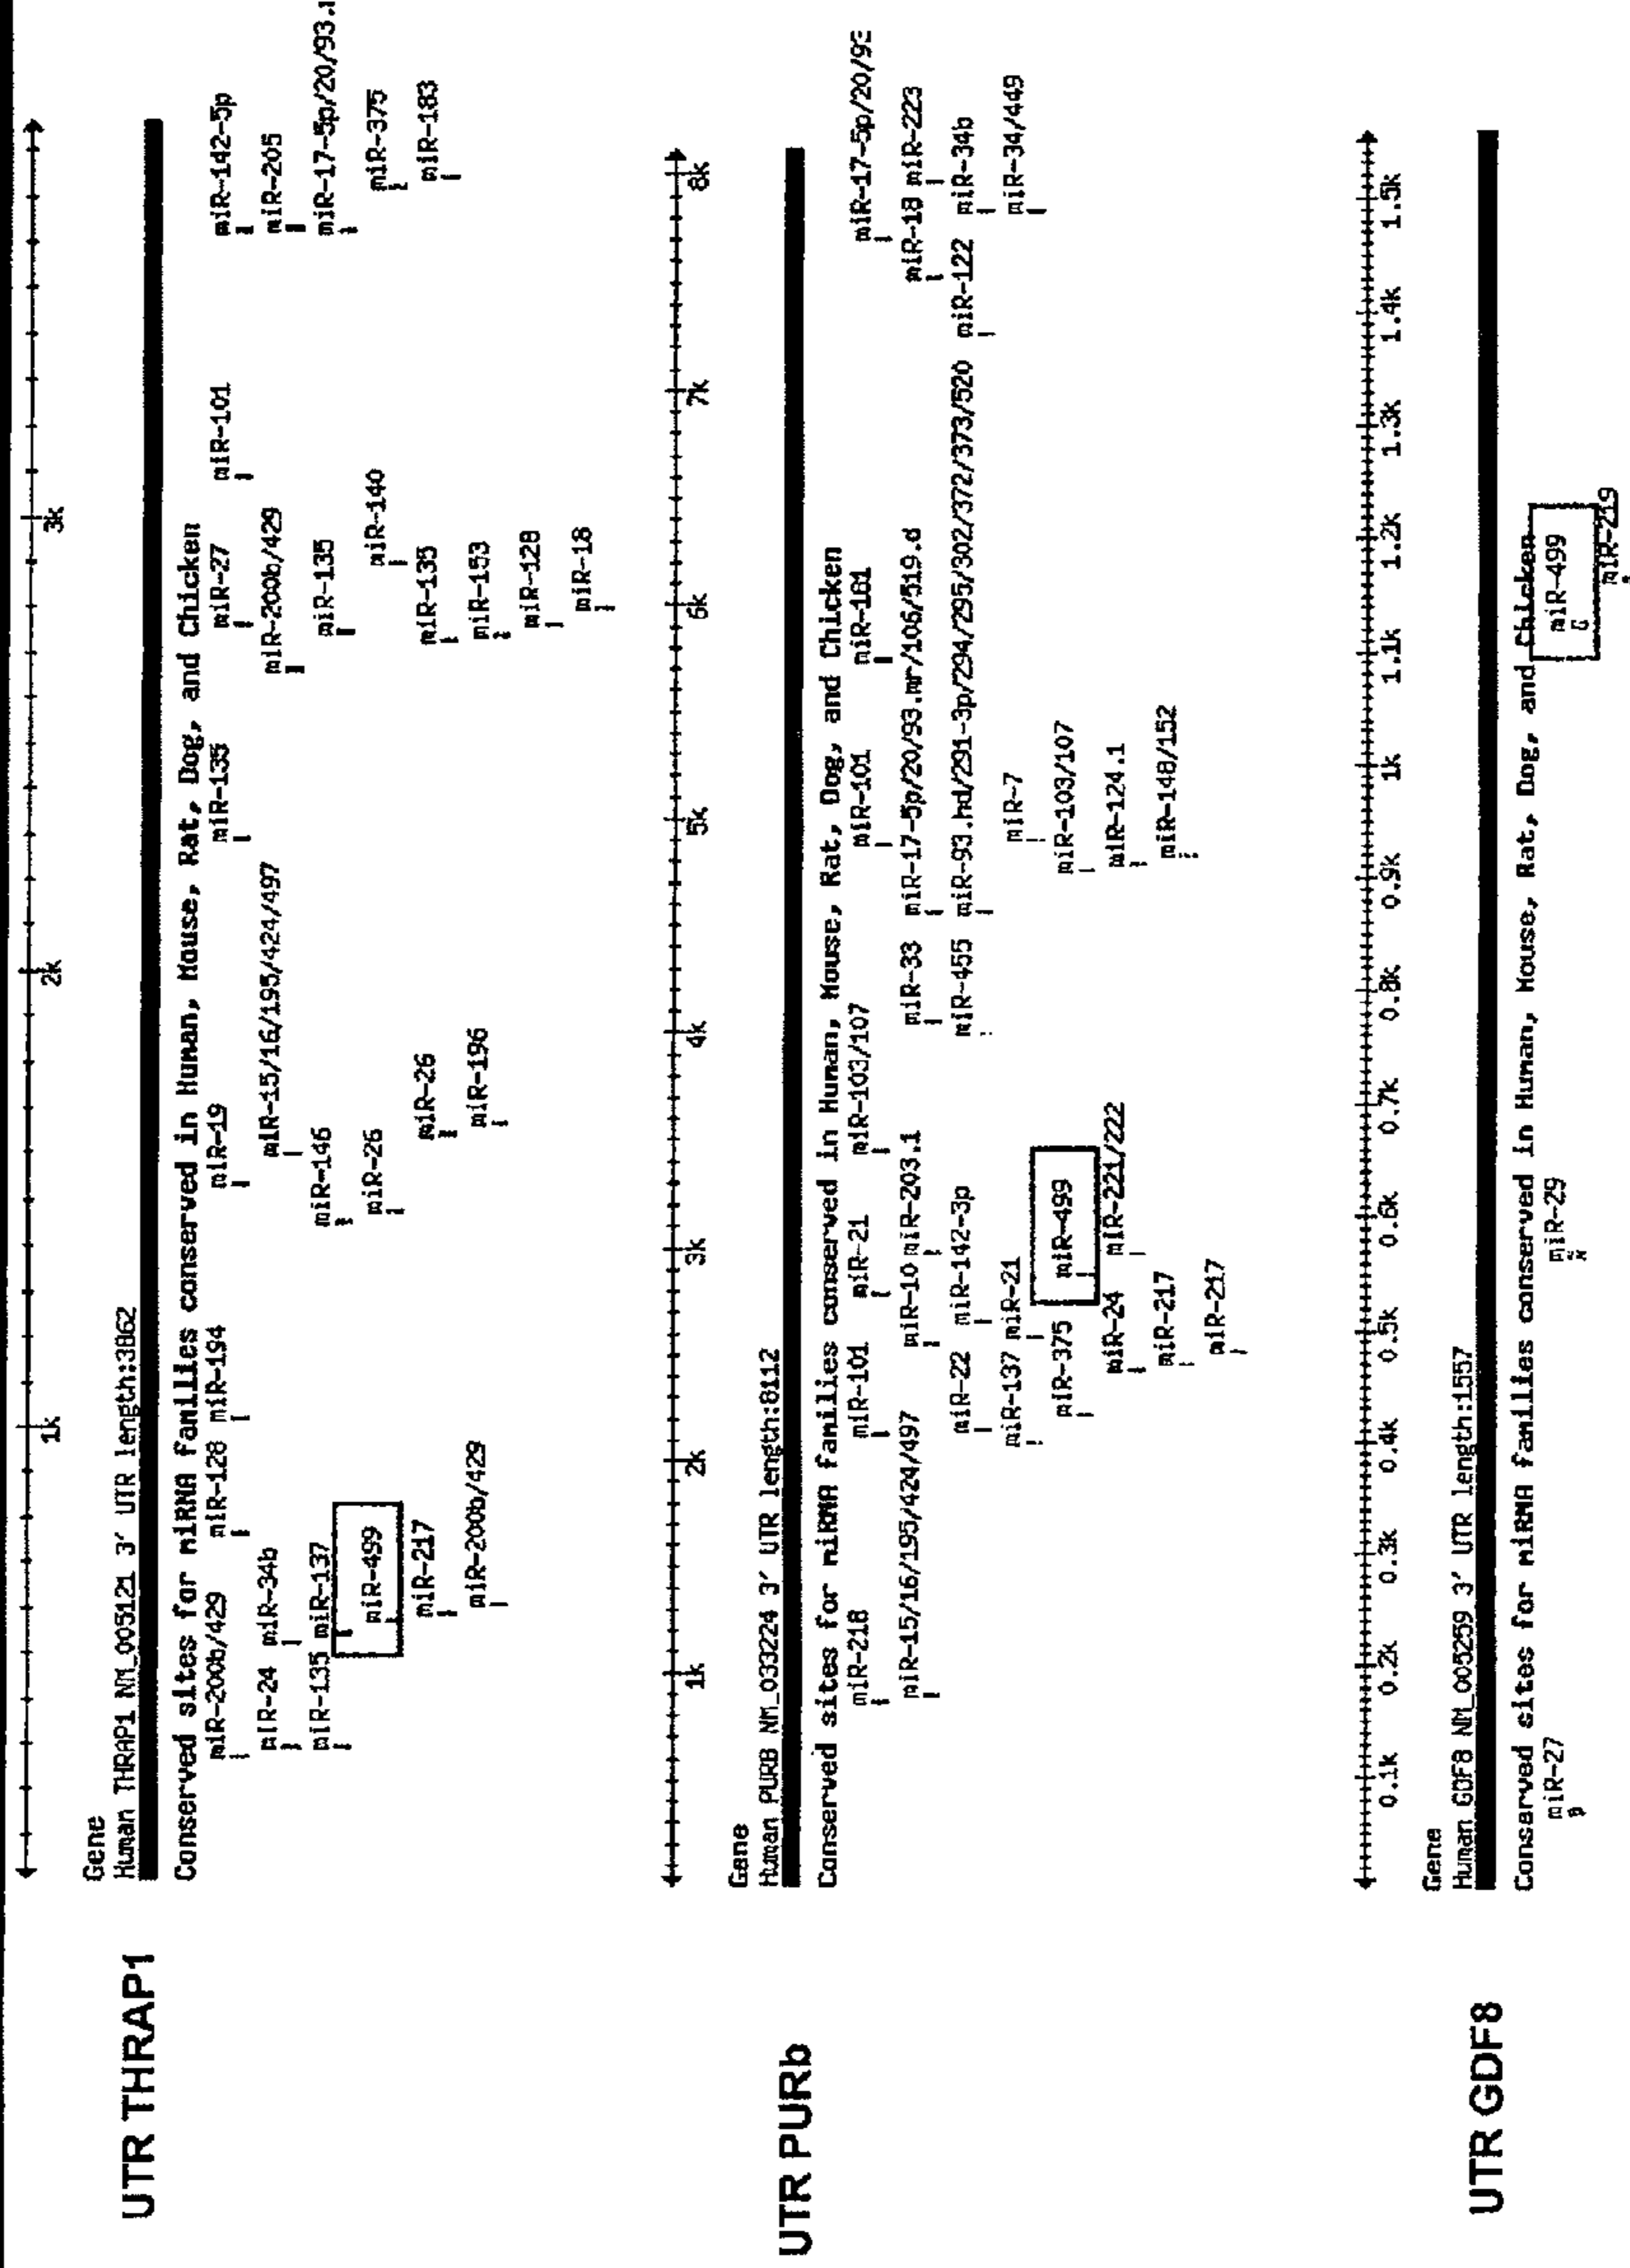 UTR THRAP1
1k 2k 3k
Gene
Human THRAP1 NM_005121 3' UTR length:3862
Conserved sites for miRNA families conserved in Human, Mouse, Rat, Dog, and Chicken
miR-200b/429 miR-128 miR-194 miR-19 miR-135 miR-27 miR-101 miR-142-5p
miR-24 miR-34b miR-15/16/195/424/497 miR-200b/429 miR-205
miR-135 miR-137 miR-146 miR-135 miR-17-5p/20/93.
miR-499 miR-26 miR-140 miR-375
miR-217 miR-26 miR-135 miR-183
miR-200b/429 miR-196 miR-153
miR-128
miR-18
UTR PURb
1k 2k 3k 4k 5k 6k 7k 8k
Gene
Human PURB NM_033224 3' UTR length:8112
Conserved sites for miRNA families conserved in Human, Mouse, Rat, Dog, and Chicken
miR-218 miR-101 miR-21 miR-103/107 miR-101 miR-181 miR-17-5p/20/93
miR-15/16/195/424/497 miR-10 miR-203.1 miR-33 miR-17-5p/20/93.mr/106/519.d miR-18 miR-223
miR-22 miR-142-3p miR-455 miR-93.hd/291-3p/294/295/302/372/373/520 miR-122 miR-34b
miR-137 miR-21 miR-7 miR-34/449
miR-375 miR-499 miR-103/107
miR-24 miR-221/222 miR-124.1
miR-217 miR-148/152
miR-217
UTR GDF8
0.1k 0.2k 0.3k 0.4k 0.5k 0.6k 0.7k 0.8k 0.9k 1k 1.1k 1.2k 1.3k 1.4k 1.5k
Gene
Human GDF8 NM_005259 3' UTR length:1557
Conserved sites for miRNA families conserved in Human, Mouse, Rat, Dog, and Chicken
miR-27 miR-29 miR-499
miR-219